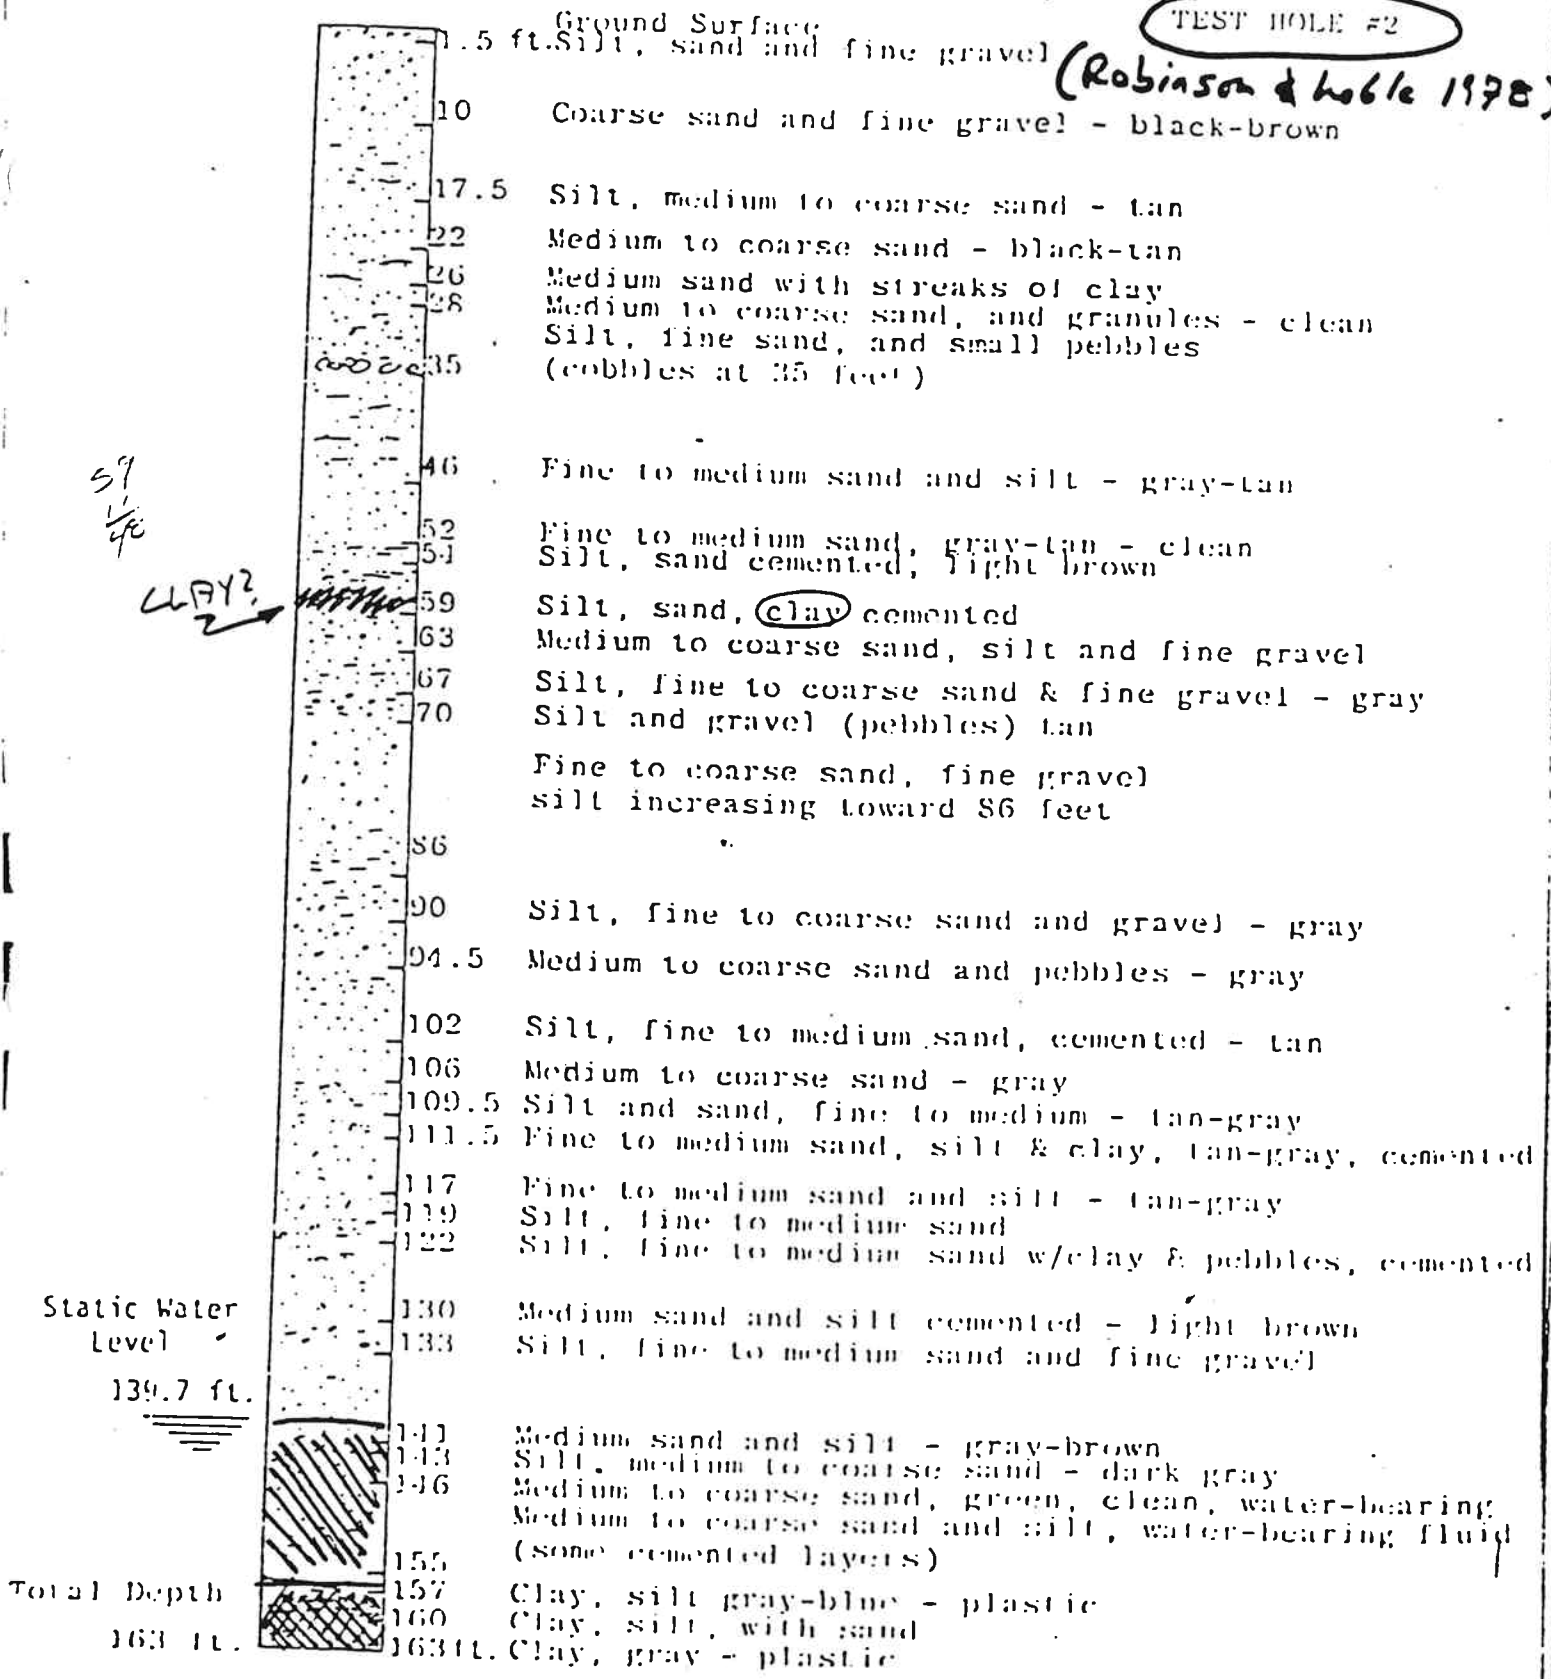 TEST HOLE #2
(Robinson & Noble 1978)
Ground Surface
1.5 ft. Silt, sand and fine gravel
10 Coarse sand and fine gravel - black-brown
17.5 Silt, medium to coarse sand - tan
22 Medium to coarse sand - black-tan
26 Medium sand with streaks of clay
28 Medium to coarse sand, and granules - clean
Silt, fine sand, and small pebbles
35 (cobbles at 35 feet)
46 Fine to medium sand and silt - gray-tan
59
11
48
52 Fine to medium sand, gray-tan - clean
54 Silt, sand cemented, light brown
CLAY?
59 Silt, sand, clay cemented
63 Medium to coarse sand, silt and fine gravel
67 Silt, fine to coarse sand & fine gravel - gray
70 Silt and gravel (pebbles) tan
Fine to coarse sand, fine gravel
silt increasing toward 86 feet
86
90 Silt, fine to coarse sand and gravel - gray
94.5 Medium to coarse sand and pebbles - gray
102 Silt, fine to medium sand, cemented - tan
106 Medium to coarse sand - gray
109.5 Silt and sand, fine to medium - tan-gray
111.5 Fine to medium sand, silt & clay, tan-gray, cemented
117 Fine to medium sand and silt - tan-gray
119 Silt, fine to medium sand
122 Silt, fine to medium sand w/clay & pebbles, cemented
Static Water
Level
139.7 ft.
130 Medium sand and silt cemented - light brown
133 Silt, fine to medium sand and fine gravel
141 Medium sand and silt - gray-brown
143 Silt, medium to coarse sand - dark gray
146 Medium to coarse sand, green, clean, water-bearing
Medium to coarse sand and silt, water-bearing fluid
155 (some cemented layers)
Total Depth
163 ft.
157 Clay, silt gray-blue - plastic
160 Clay, silt, with sand
163 ft. Clay, gray - plastic